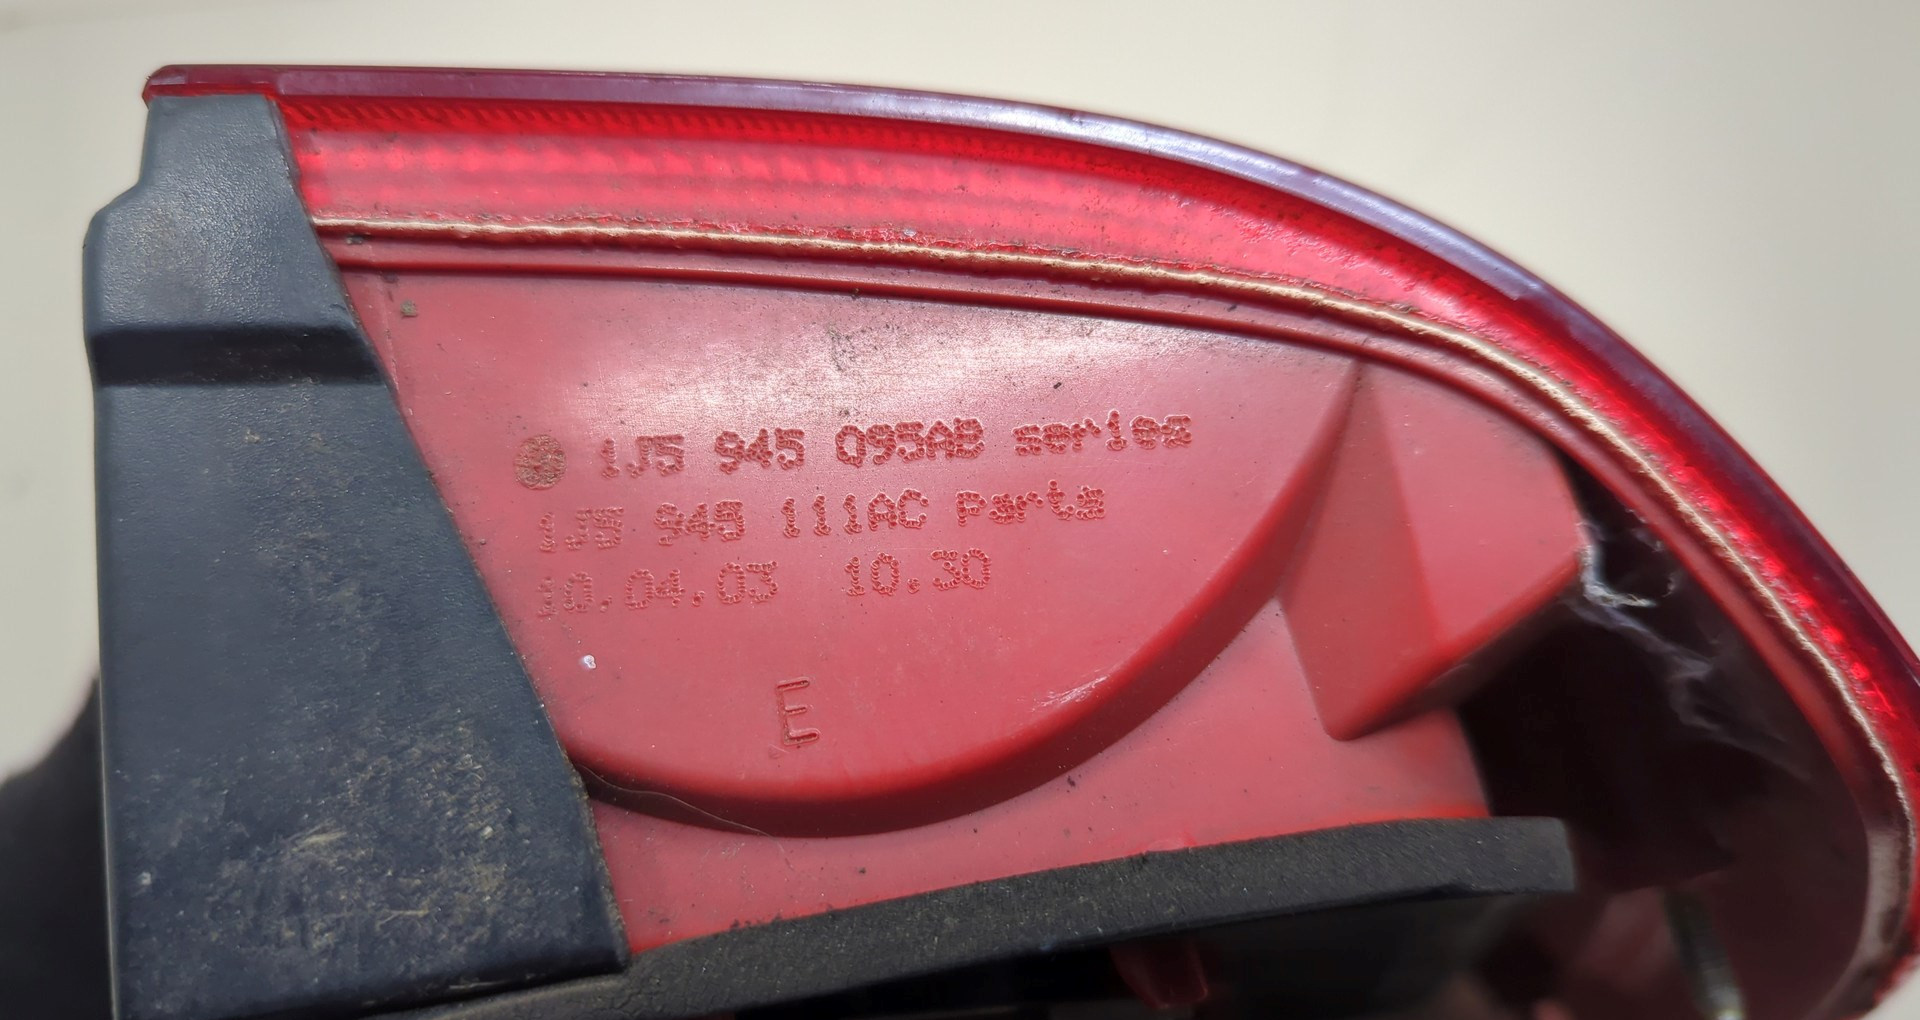 1J5 945 095AB series
1J5 945 111AC Parts
10.04.03 10.30
E